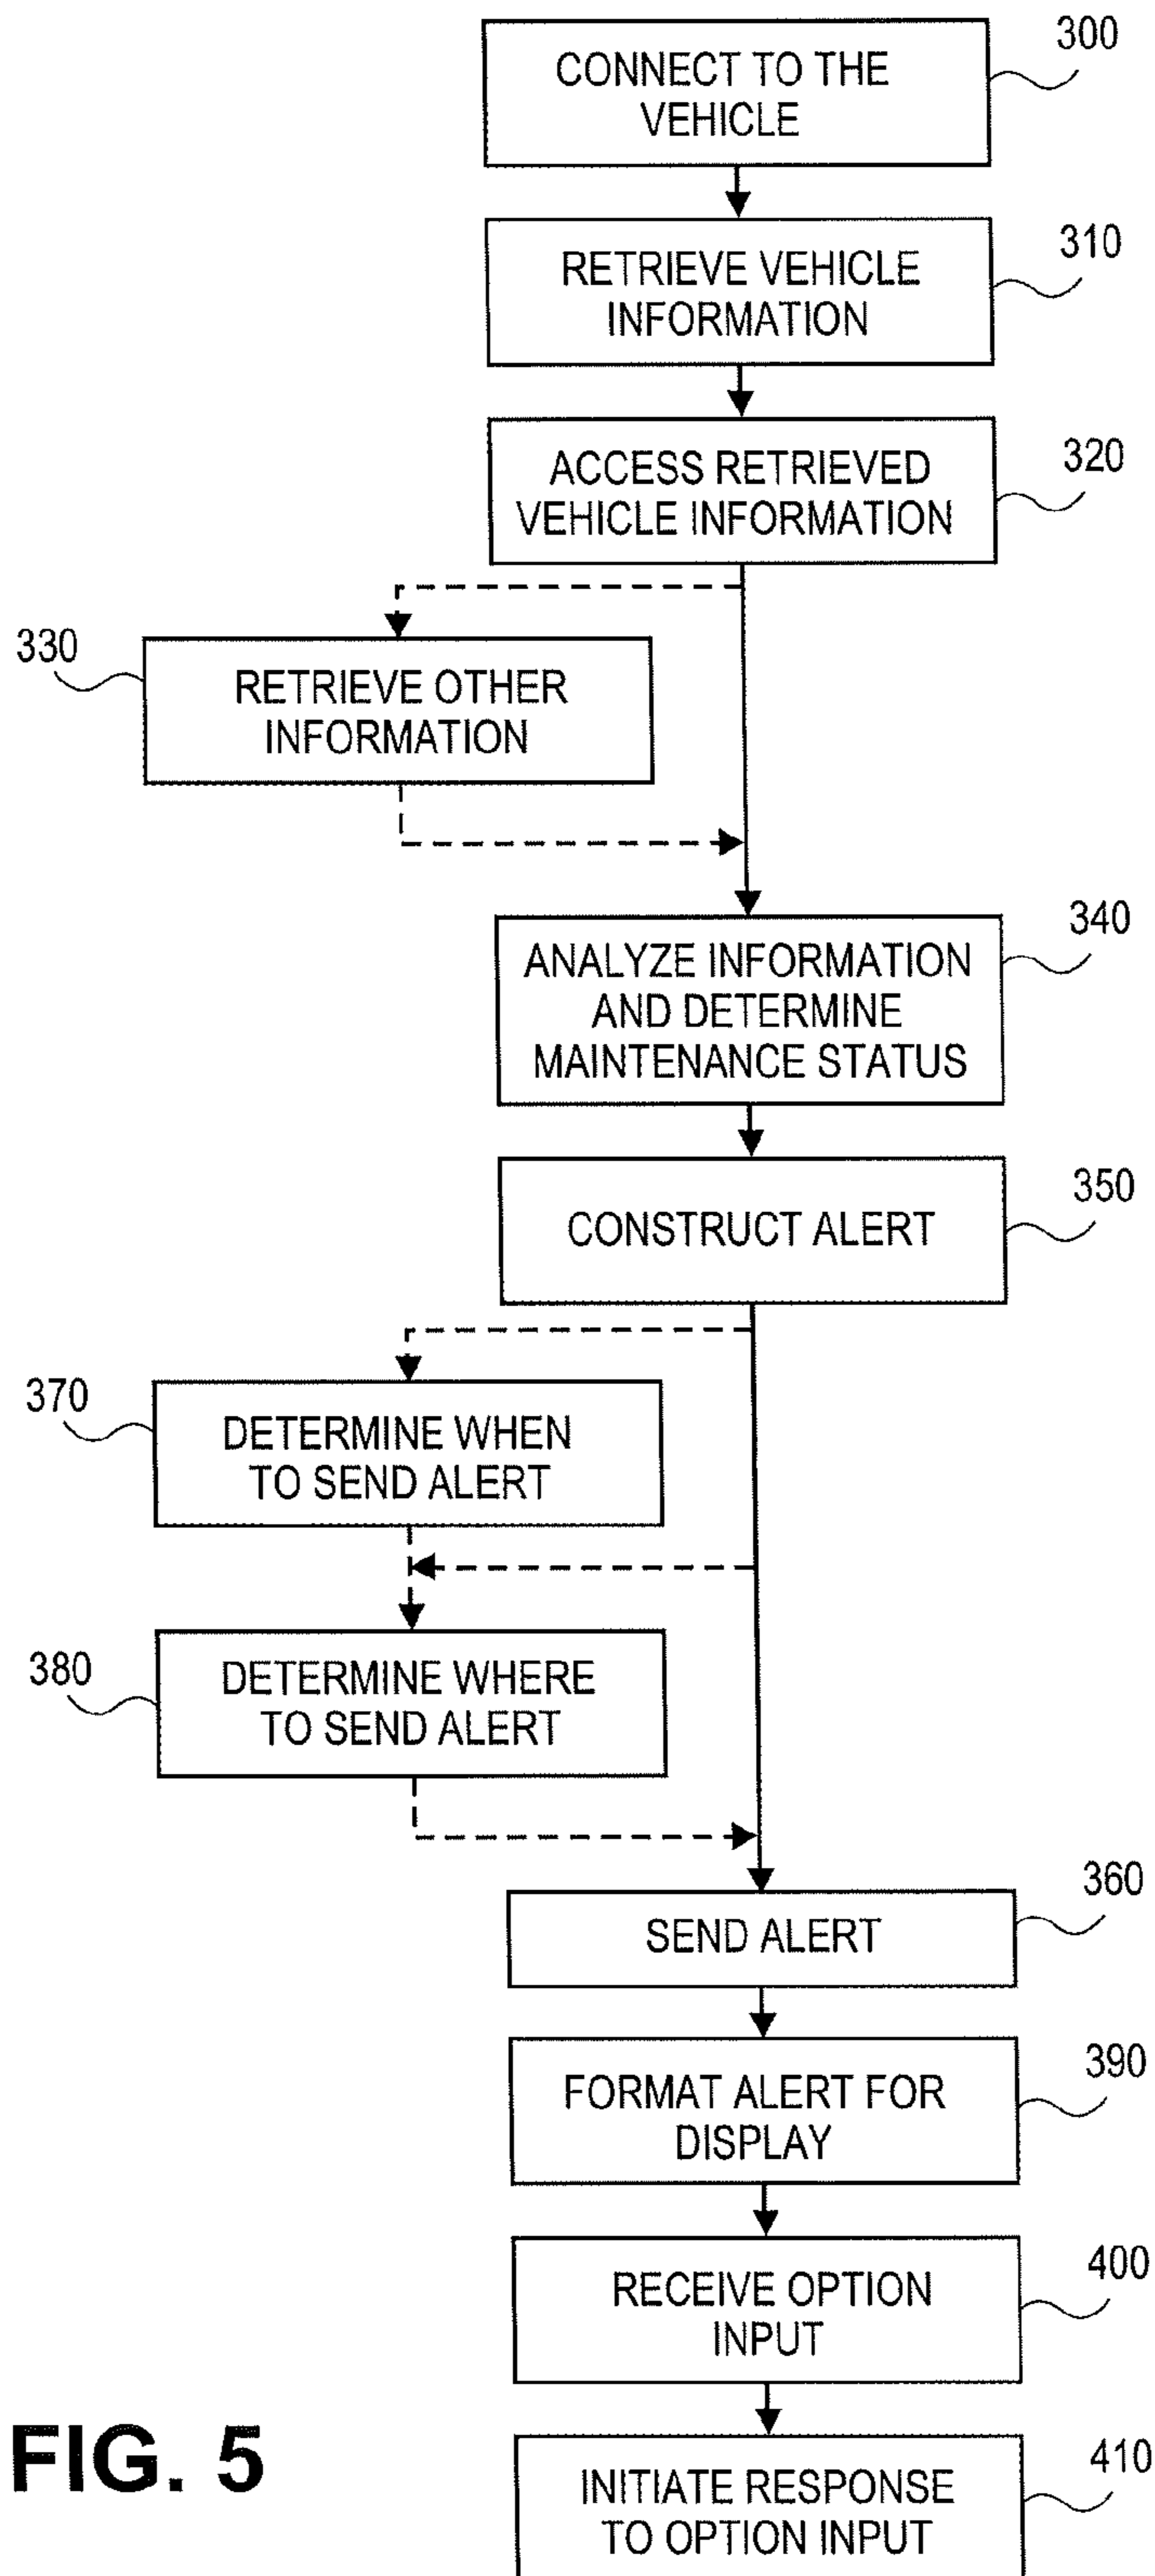 CONNECT TO THE
VEHICLE
300
RETRIEVE VEHICLE
INFORMATION
310
ACCESS RETRIEVED
VEHICLE INFORMATION
320
330
RETRIEVE OTHER
INFORMATION
340
ANALYZE INFORMATION
AND DETERMINE
MAINTENANCE STATUS
350
CONSTRUCT ALERT
370
DETERMINE WHEN
TO SEND ALERT
380
DETERMINE WHERE
TO SEND ALERT
360
SEND ALERT
390
FORMAT ALERT FOR
DISPLAY
400
RECEIVE OPTION
INPUT
410
INITIATE RESPONSE
TO OPTION INPUT
FIG. 5